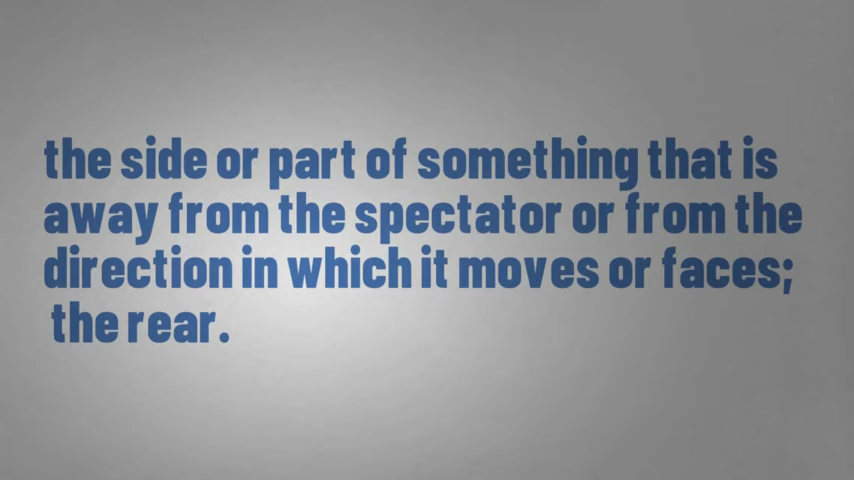 the side or part of something that is
away from the spectator or from the
direction in which it moves or faces;
the rear.